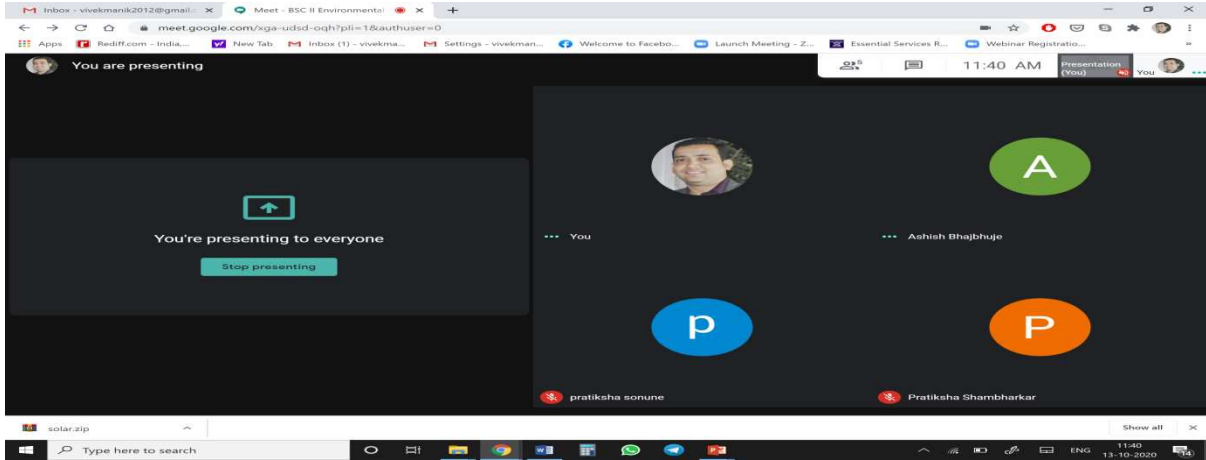 Inbox - vivekmanik2012@gmail.c
Meet - BSC II Environmental
meet.google.com/xga-udsd-oqh?pli=1&authuser=0
Apps Rediff.com - India,... New Tab Inbox (1) - vivekma... Settings - vivekman... Welcome to Facebo... Launch Meeting - Z... Essential Services R... Webinar Registratio...
You are presenting
5
11:40 AM
Presentation (You)
You
You're presenting to everyone
Stop presenting
You
A
Ashish Bhajbhuje
p
pratiksha sonune
P
Pratiksha Shambharkar
solar.zip
Show all
Type here to search
ENG
11:40
13-10-2020
14